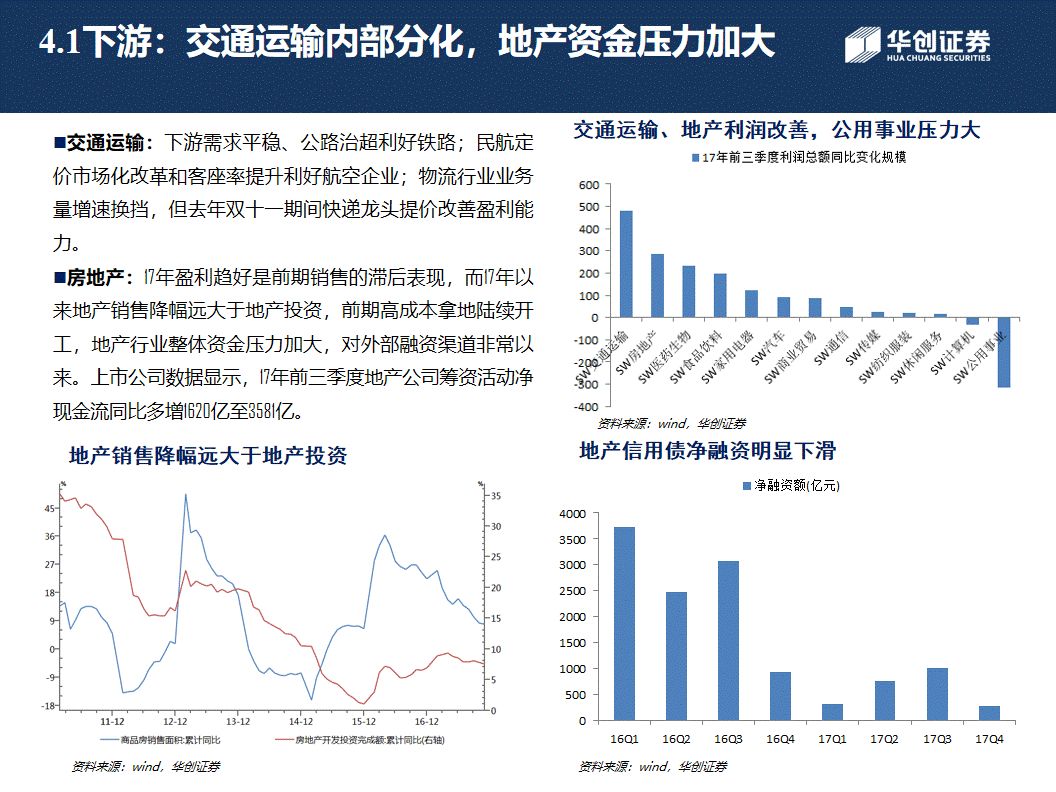 4.1下游：交通运输内部分化，地产资金压力加大
华创证券
HUA CHUANG SECURITIES
■交通运输：下游需求平稳、公路治超利好铁路；民航定
价市场化改革和客座率提升利好航空企业；物流行业业务
量增速换挡，但去年双十一期间快递龙头提价改善盈利能
力。
■房地产：17年盈利趋好是前期销售的滞后表现，而17年以
来地产销售降幅远大于地产投资，前期高成本拿地陆续开
工，地产行业整体资金压力加大，对外部融资渠道非常以
来。上市公司数据显示，17年前三季度地产公司筹资活动净
现金流同比多增1620亿至3581亿。
交通运输、地产利润改善，公用事业压力大
17年前三季度利润总额同比变化规模
600
500
400
300
200
100
0
-100
-200
-300
-400
SW交通运输
SW房地产
SW医药生物
SW食品饮料
SW家用电器
SW汽车
SW商业贸易
SW通信
SW传媒
SW纺织服装
SW休闲服务
SW计算机
SW公用事业
资料来源：wind，华创证券
地产销售降幅远大于地产投资
% %
45
36
27
18
9
0
-9
-18
35
30
25
20
15
10
5
0
11-12 12-12 13-12 14-12 15-12 16-12
商品房销售面积:累计同比 房地产开发投资完成额:累计同比(右轴)
资料来源：wind，华创证券
地产信用债净融资明显下滑
净融资额(亿元)
4000
3500
3000
2500
2000
1500
1000
500
0
16Q1 16Q2 16Q3 16Q4 17Q1 17Q2 17Q3 17Q4
资料来源：wind，华创证券